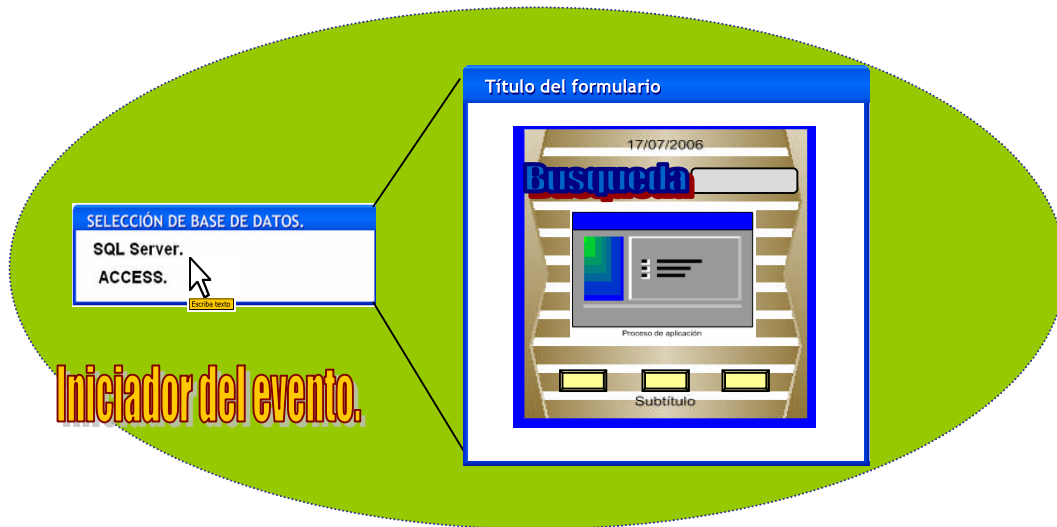 SELECCIÓN DE BASE DE DATOS.
SQL Server.
ACCESS.
Escriba texto
Iniciador del evento.
Título del formulario
17/07/2006
Busqueda
Proceso de aplicación
Subtítulo